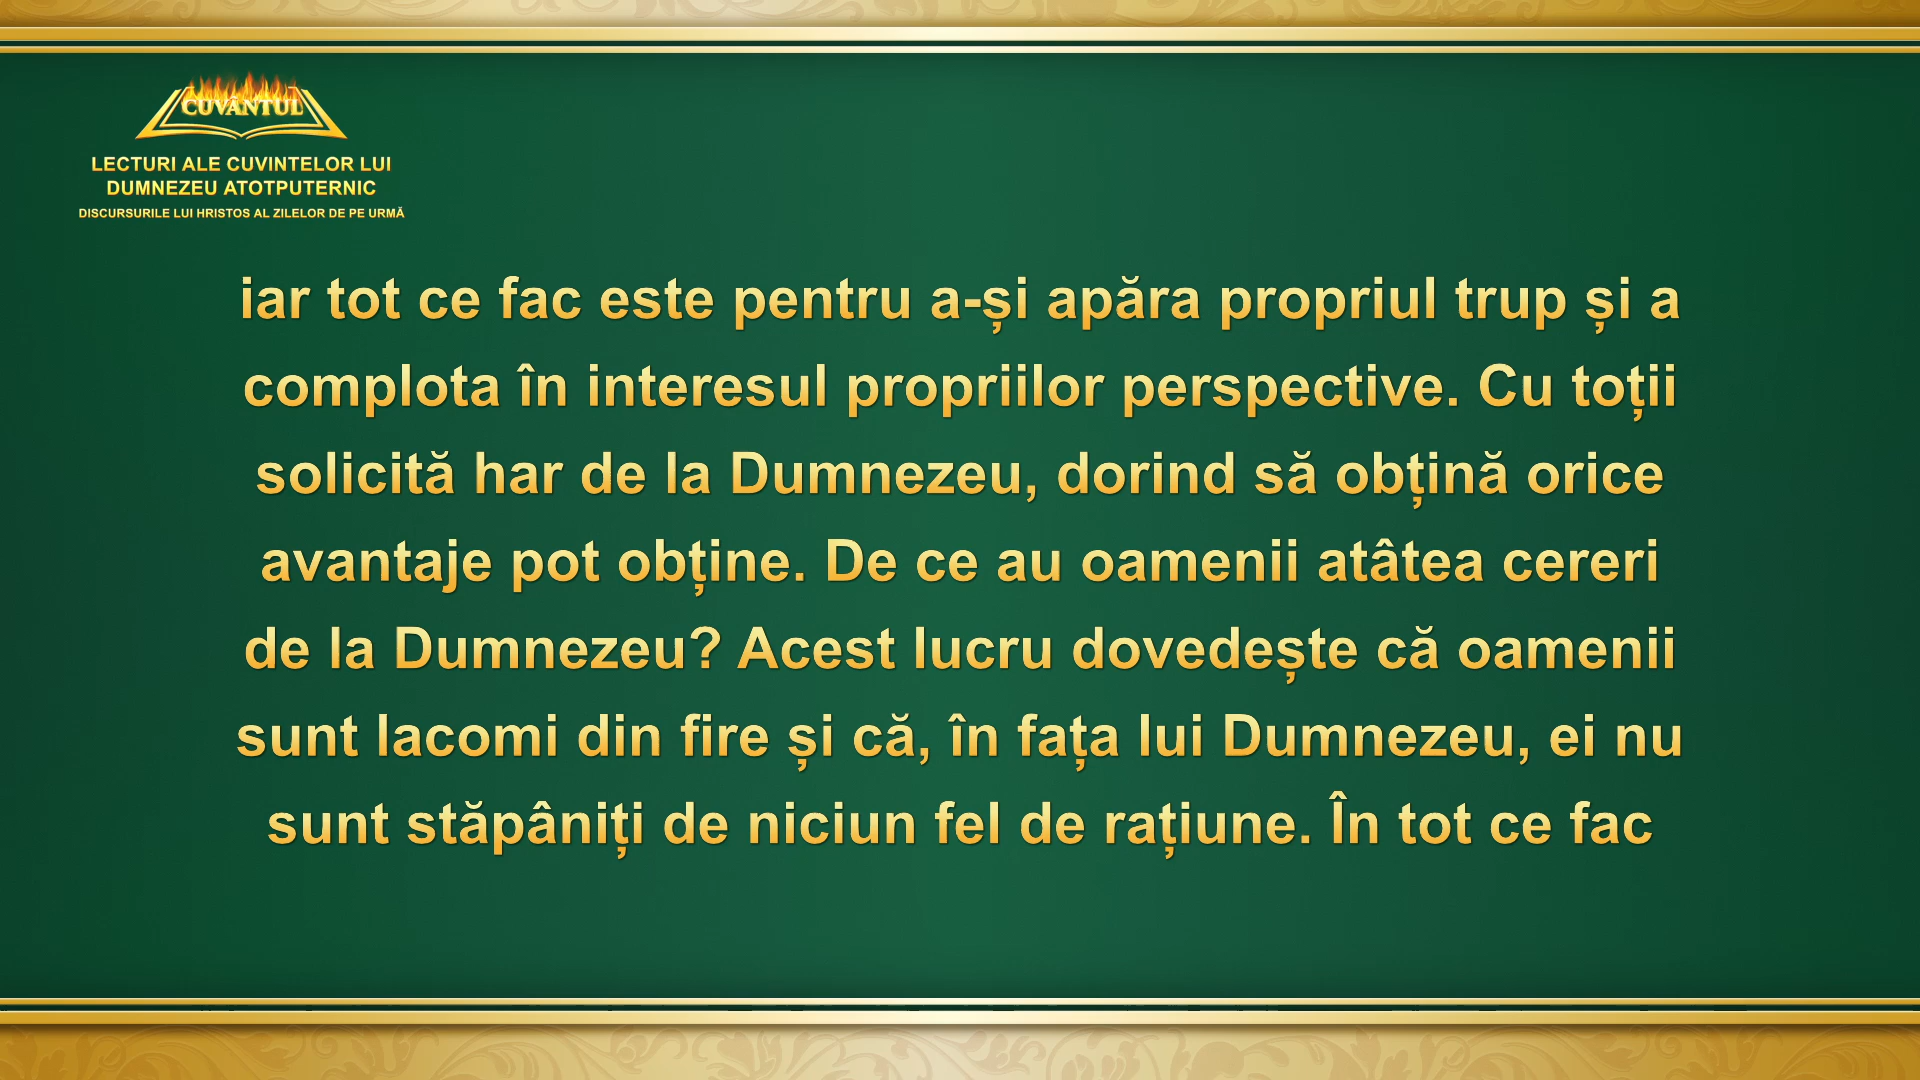 CUVÂNTUL
LECTURI ALE CUVINTELOR LUI
DUMNEZEU ATOTPUTERNIC
DISCURSURILE LUI HRISTOS AL ZILELOR DE PE URMĂ
iar tot ce fac este pentru a-și apăra propriul trup și a
complota în interesul propriilor perspective. Cu toții
solicită har de la Dumnezeu, dorind să obțină orice
avantaje pot obține. De ce au oamenii atâtea cereri
de la Dumnezeu? Acest lucru dovedește că oamenii
sunt lacomi din fire și că, în fața lui Dumnezeu, ei nu
sunt stăpâniți de niciun fel de rațiune. În tot ce fac